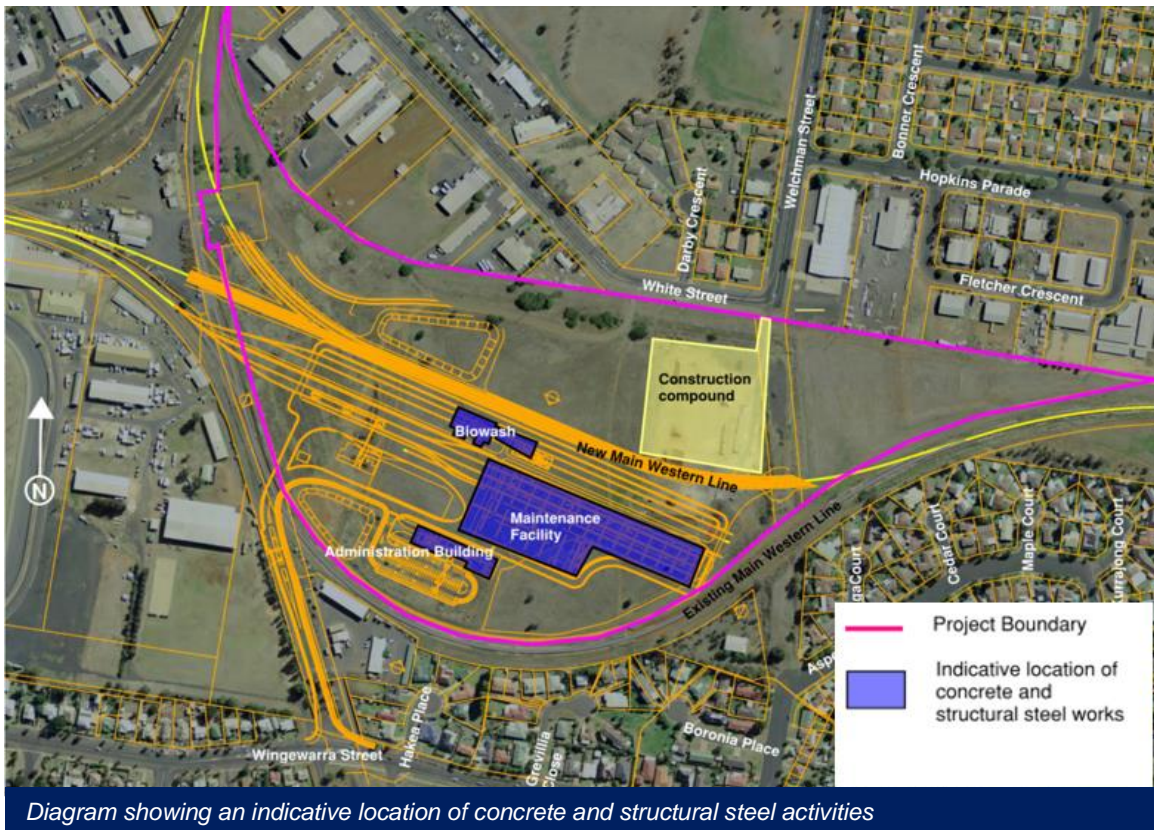 Bonner Crescent
Welchman Street
Hopkins Parade
Darby Crescent
Fletcher Crescent
White Street
Construction
compound
Biowash
New Main Western Line
N
Maintenance
Facility
Administration Building
Existing Main Western Line
Cedar Court
Maple Court
Kurrajong Court
Project Boundary
Indicative location of
concrete and
structural steel works
Hakea Place
Grevillia
Close
Boronia Place
Wingewarra Street
Diagram showing an indicative location of concrete and structural steel activities